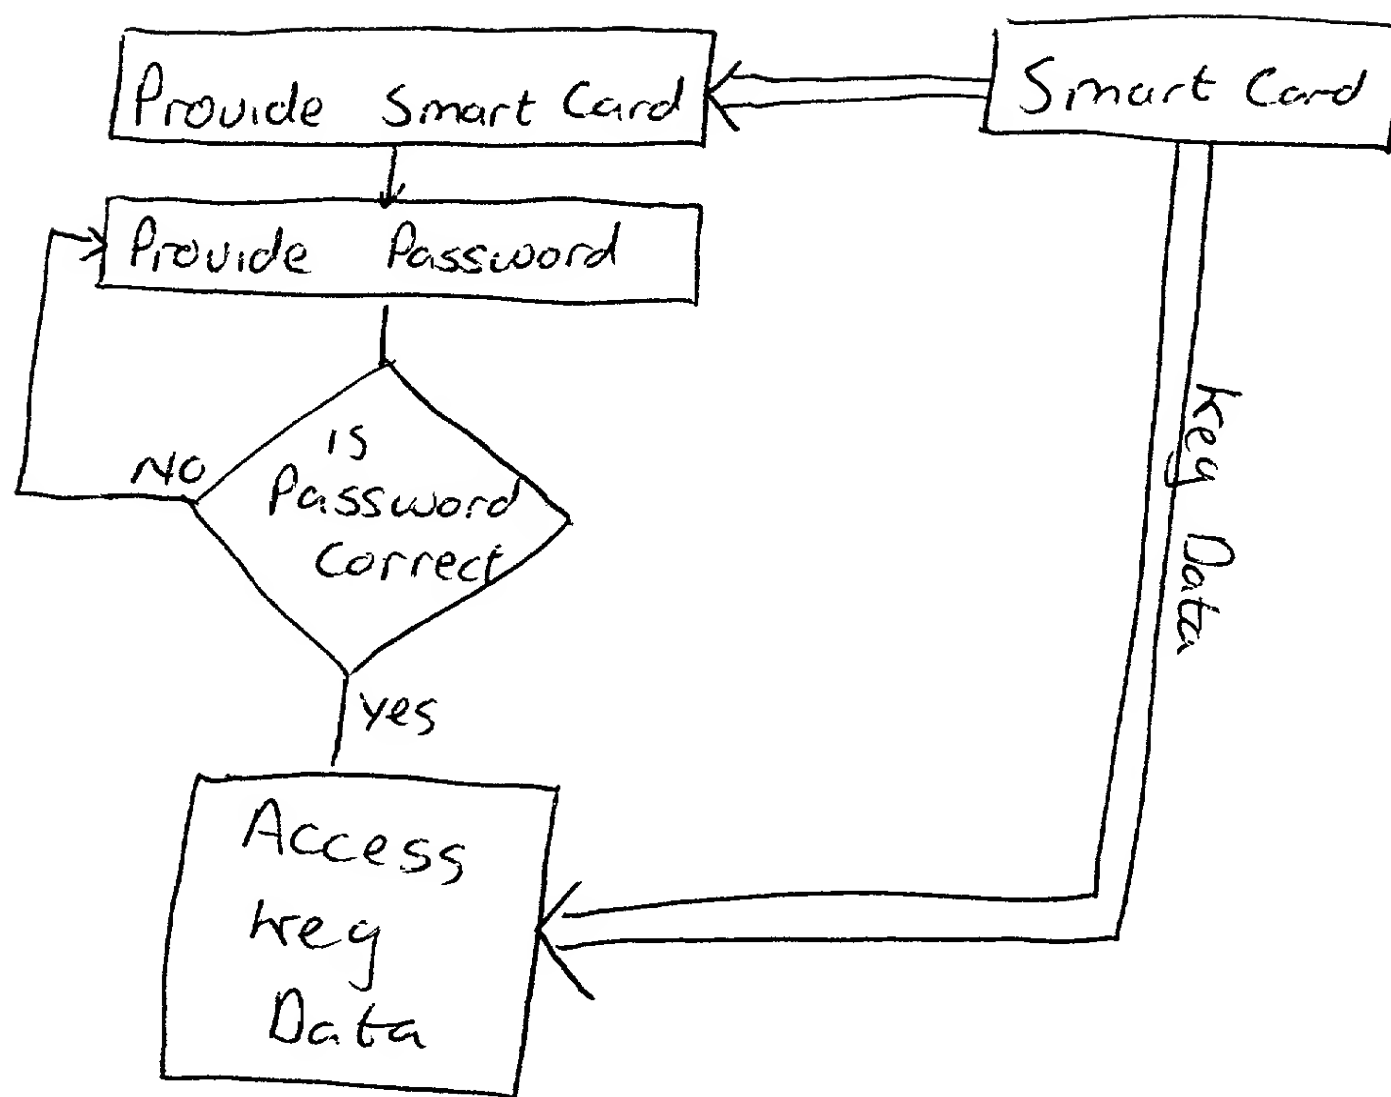 Provide Smart Card
Smart Card
Provide Password
NO
is
Password
Correct
Key Data
yes
Access
Key
Data